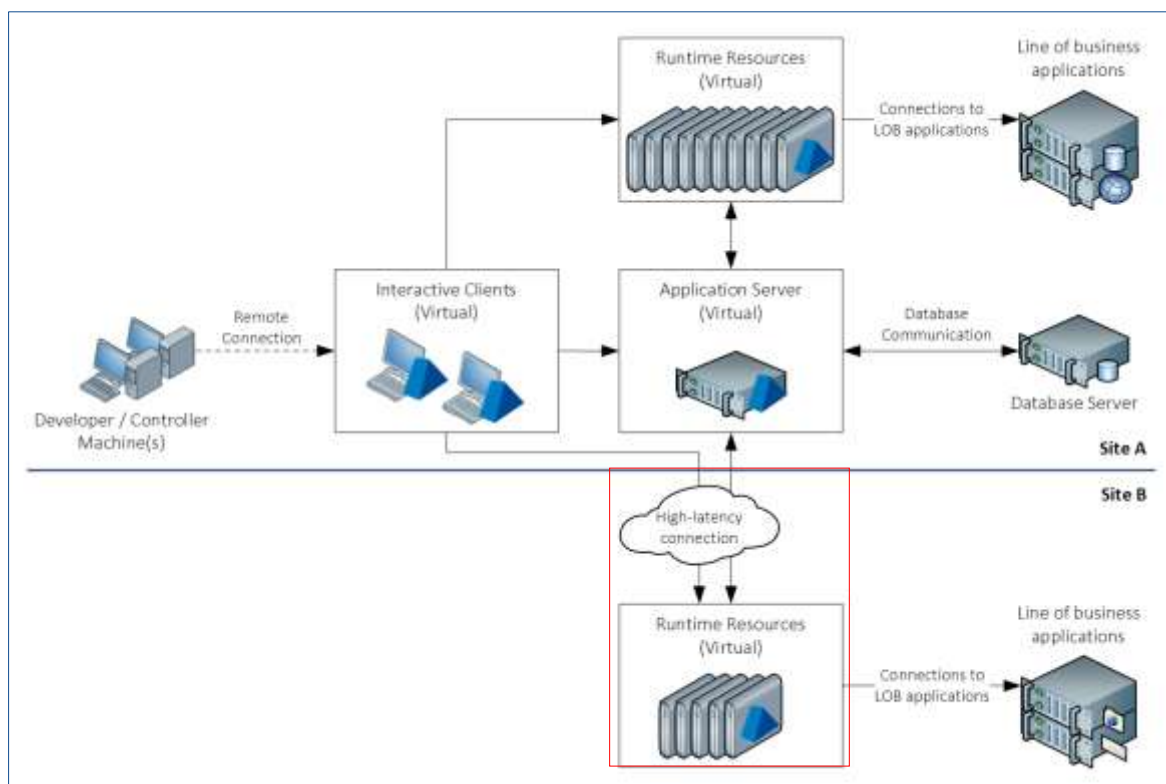 Runtime Resources
(Virtual)
Line of business
applications
Connections to
LOB applications
Interactive Clients
(Virtual)
Application Server
(Virtual)
Remote
Connection
Database
Communication
Developer / Controller
Machine(s)
Database Server
Site A
Site B
High-latency
connection
Runtime Resources
(Virtual)
Line of business
applications
Connections to
LOB applications